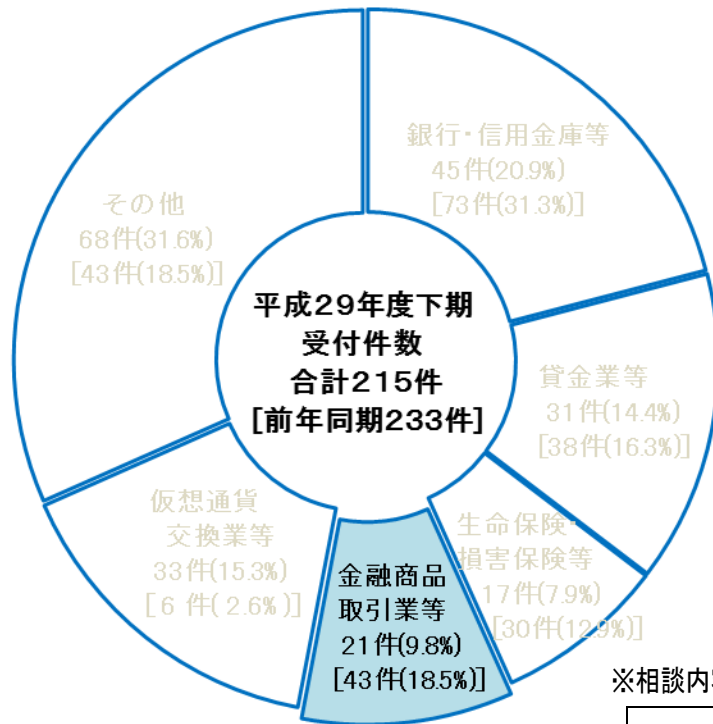 銀行・信用金庫等
45件(20.9%)
[73件(31.3%)]
その他
68件(31.6%)
[43件(18.5%)]
平成29年度下期
受付件数
合計215件
[前年同期233件]
貸金業等
31件(14.4%)
[38件(16.3%)]
仮想通貨
交換業等
33件(15.3%)
[6件(2.6%)]
生命保険・
損害保険等
17件(7.9%)
[30件(12.9%)]
金融商品
取引業等
21件(9.8%)
[43件(18.5%)]
※相談内